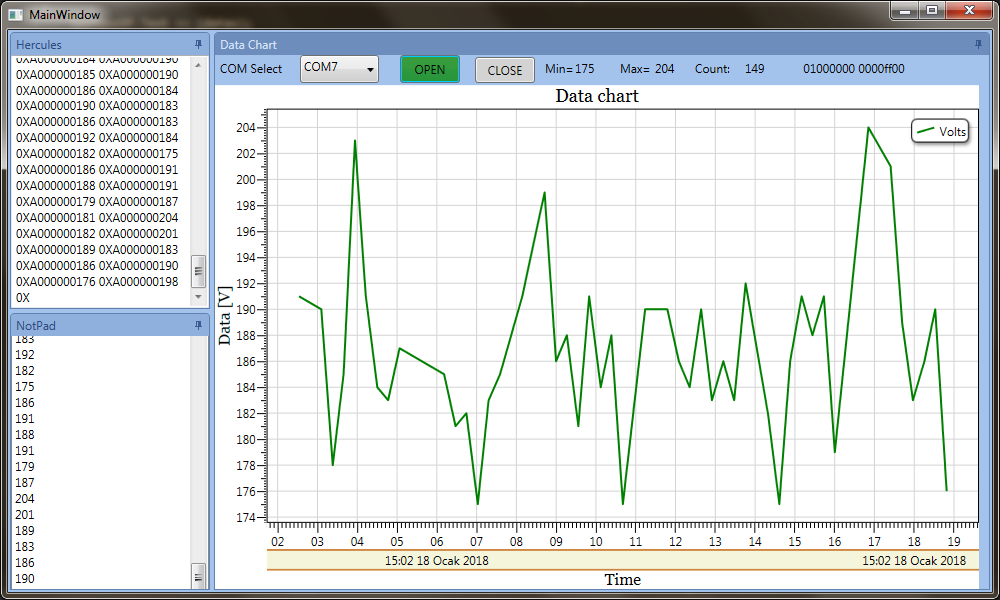 MainWindow
Hercules
0XA000000184 0XA000000190
0XA000000185 0XA000000190
0XA000000186 0XA000000184
0XA000000190 0XA000000183
0XA000000186 0XA000000183
0XA000000192 0XA000000184
0XA000000182 0XA000000175
0XA000000186 0XA000000191
0XA000000188 0XA000000191
0XA000000179 0XA000000187
0XA000000181 0XA000000204
0XA000000182 0XA000000201
0XA000000189 0XA000000183
0XA000000186 0XA000000190
0XA000000176 0XA000000198
0X
NotPad
183
192
182
175
186
191
188
191
179
187
204
201
189
183
186
190
Data Chart
COM Select COM7 OPEN CLOSE Min= 175 Max= 204 Count: 149 01000000 0000ff00
Data chart
Volts
Data [V]
204
202
200
198
196
194
192
190
188
186
184
182
180
178
176
174
02 03 04 05 06 07 08 09 10 11 12 13 14 15 16 17 18 19
15:02 18 Ocak 2018 15:02 18 Ocak 2018
Time